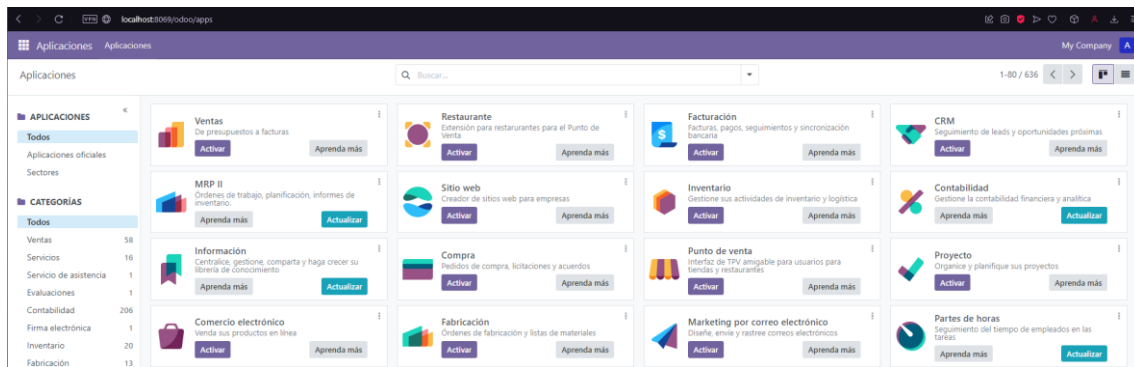 VPN localhost:8069/odoo/apps
Aplicaciones Aplicaciones My Company A
Aplicaciones Buscar... 1-80 / 636
APLICACIONES
Todos
Aplicaciones oficiales
Sectores
CATEGORÍAS
Todos
Ventas 58
Servicios 16
Servicio de asistencia 1
Evaluaciones 1
Contabilidad 206
Firma electrónica 1
Inventario 20
Fabricación 13
Ventas
De presupuestos a facturas
Activar Aprenda más
Restaurante
Extensión para restaurantes para el Punto de
Venta
Activar Aprenda más
Facturación
Facturas, pagos, seguimientos y sincronización
bancaria
Activar Aprenda más
CRM
Seguimiento de leads y oportunidades próximas
Activar Aprenda más
MRP II
Órdenes de trabajo, planificación, informes de
inventario.
Aprenda más Actualizar
Sitio web
Creador de sitios web para empresas
Activar Aprenda más
Inventario
Gestione sus actividades de inventario y logística
Activar Aprenda más
Contabilidad
Gestione la contabilidad financiera y analítica
Aprenda más Actualizar
Información
Centralice, gestione, comparta y haga crecer su
librería de conocimiento
Aprenda más Actualizar
Compra
Pedidos de compra, licitaciones y acuerdos
Activar Aprenda más
Punto de venta
Interfaz de TPV amigable para usuarios para
tiendas y restaurantes
Activar Aprenda más
Proyecto
Organice y planifique sus proyectos
Activar Aprenda más
Comercio electrónico
Venda sus productos en línea
Activar Aprenda más
Fabricación
Órdenes de fabricación y listas de materiales
Activar Aprenda más
Marketing por correo electrónico
Diseñe, envíe y rastree correos electrónicos
Activar Aprenda más
Partes de horas
Seguimiento del tiempo de empleados en las
tareas
Aprenda más Actualizar